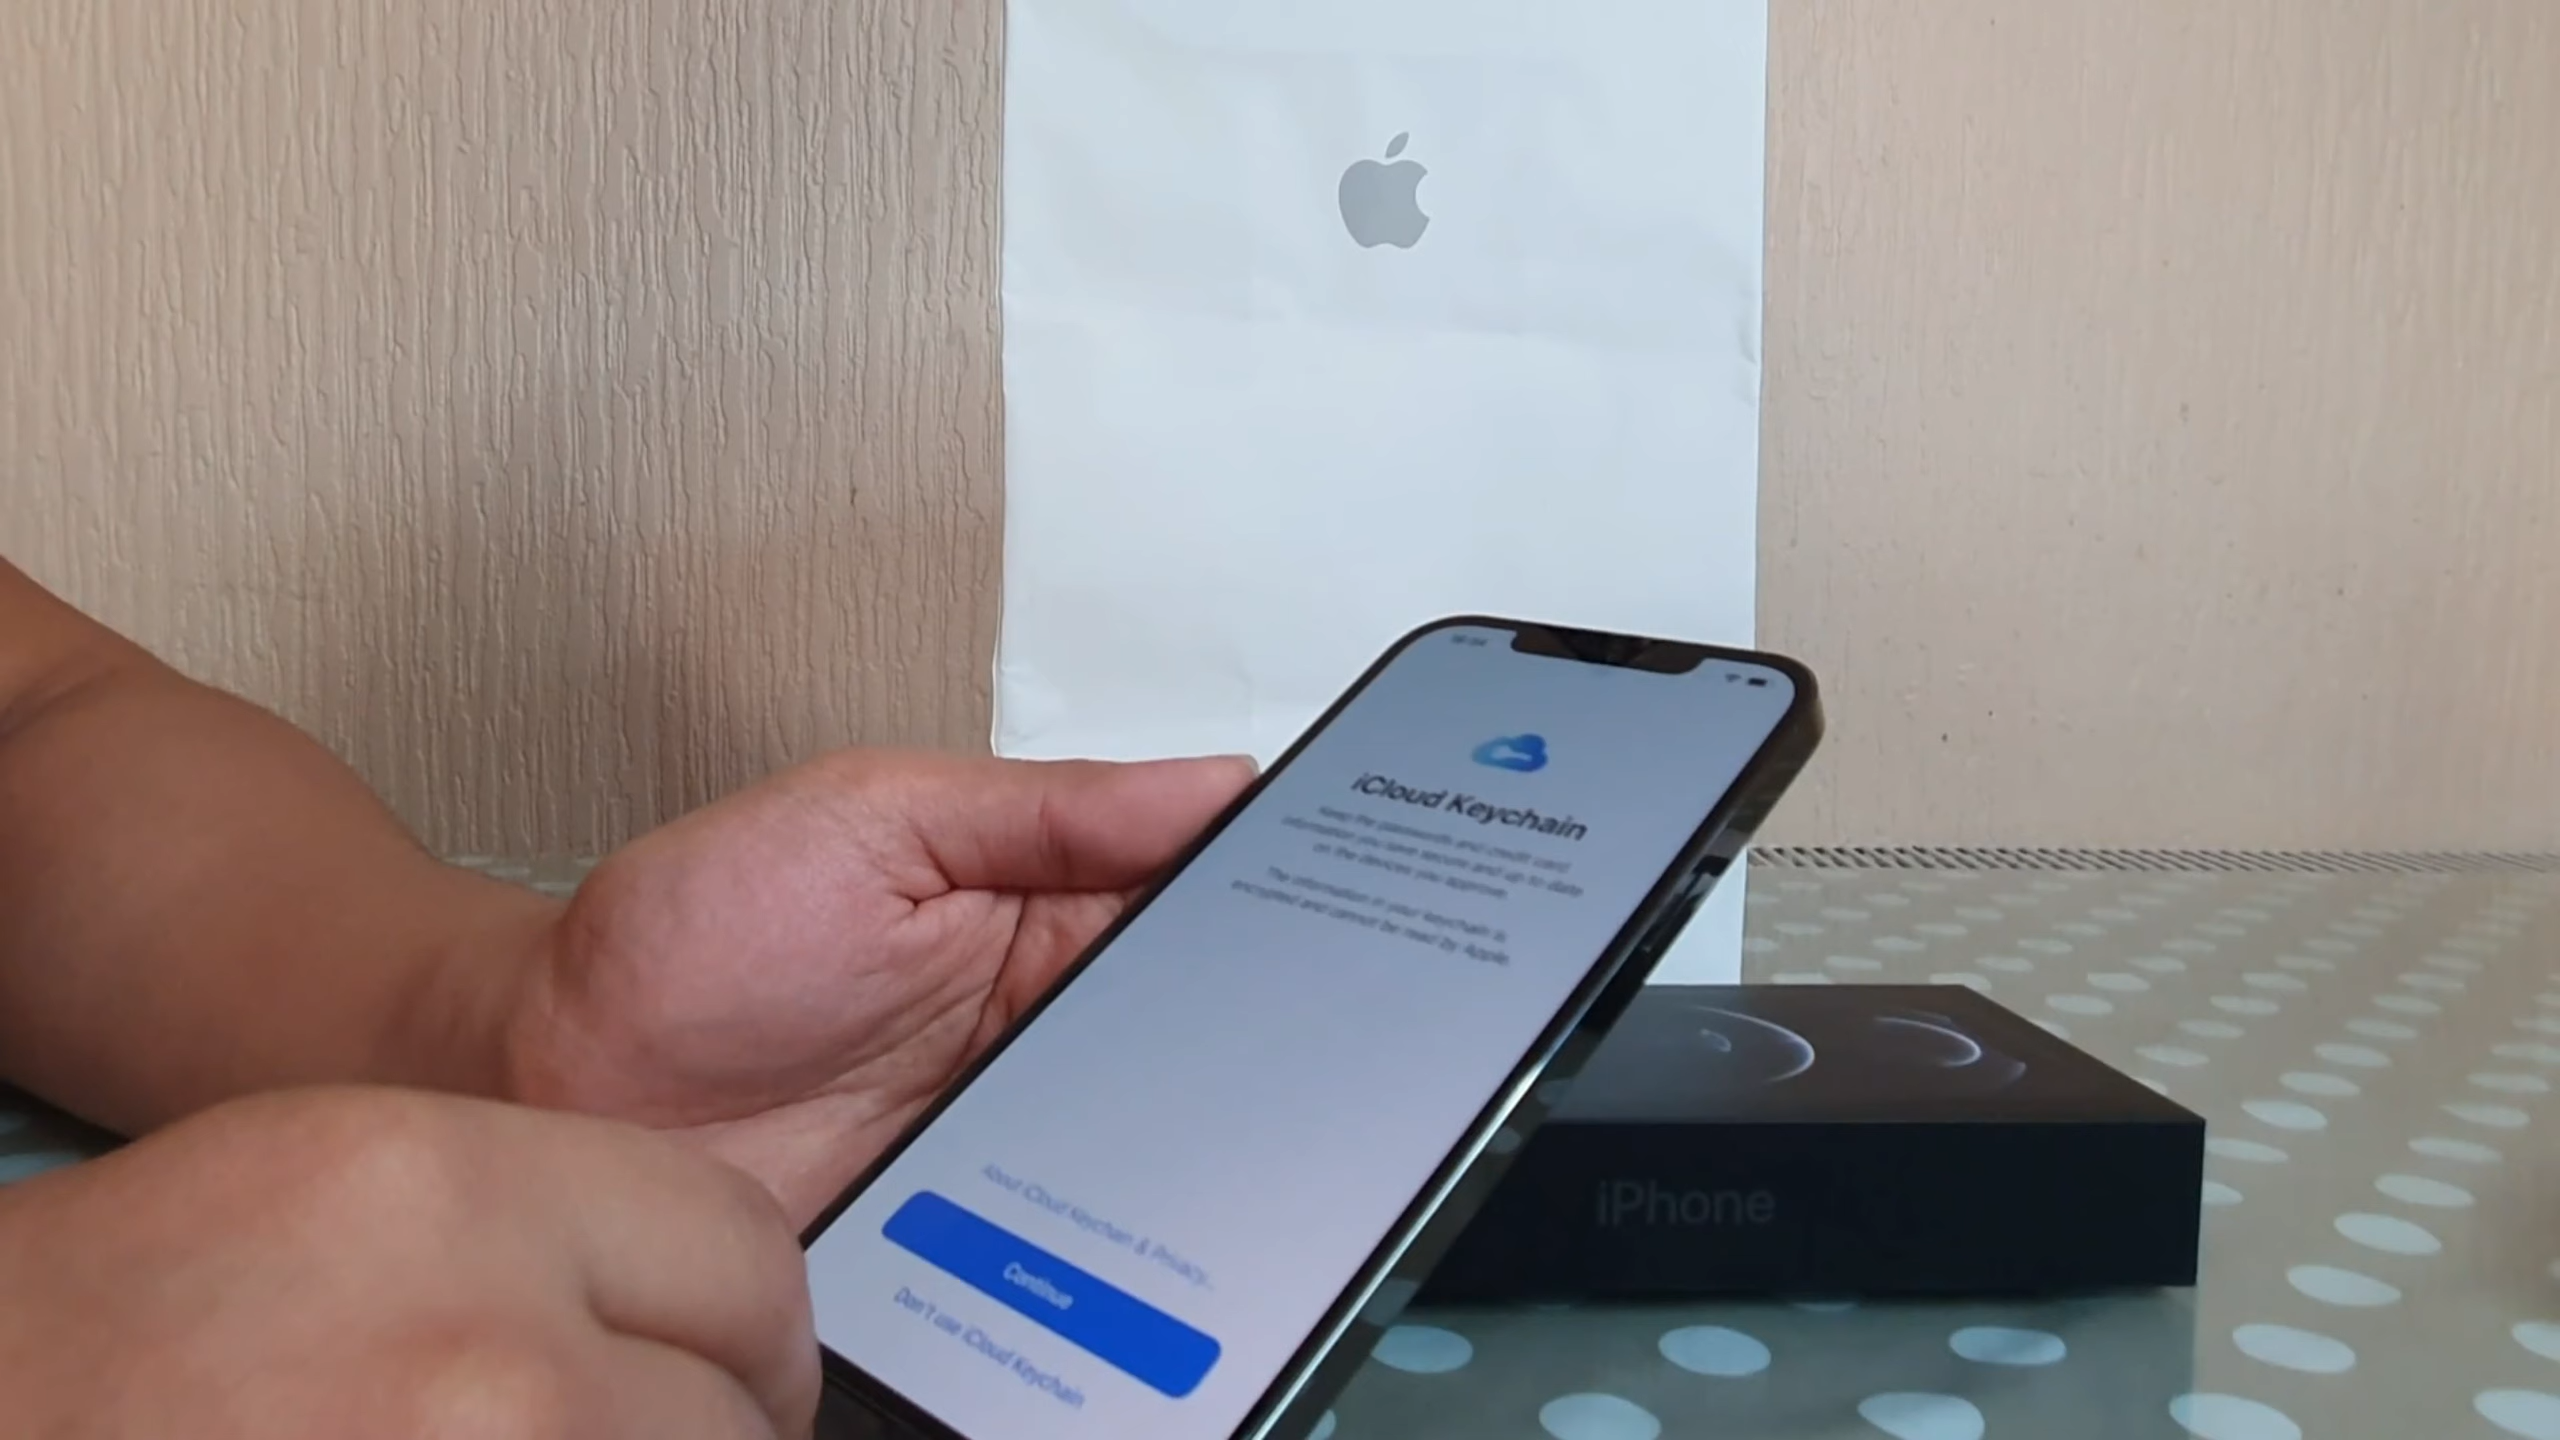 iCloud Keychain
Keep the passwords and credit card
information you save secure and up to date
on the devices you approve.
The information in your keychain is
encrypted and cannot be read by Apple.
About iCloud Keychain & Privacy...
Continue
Don't use iCloud Keychain
iPhone